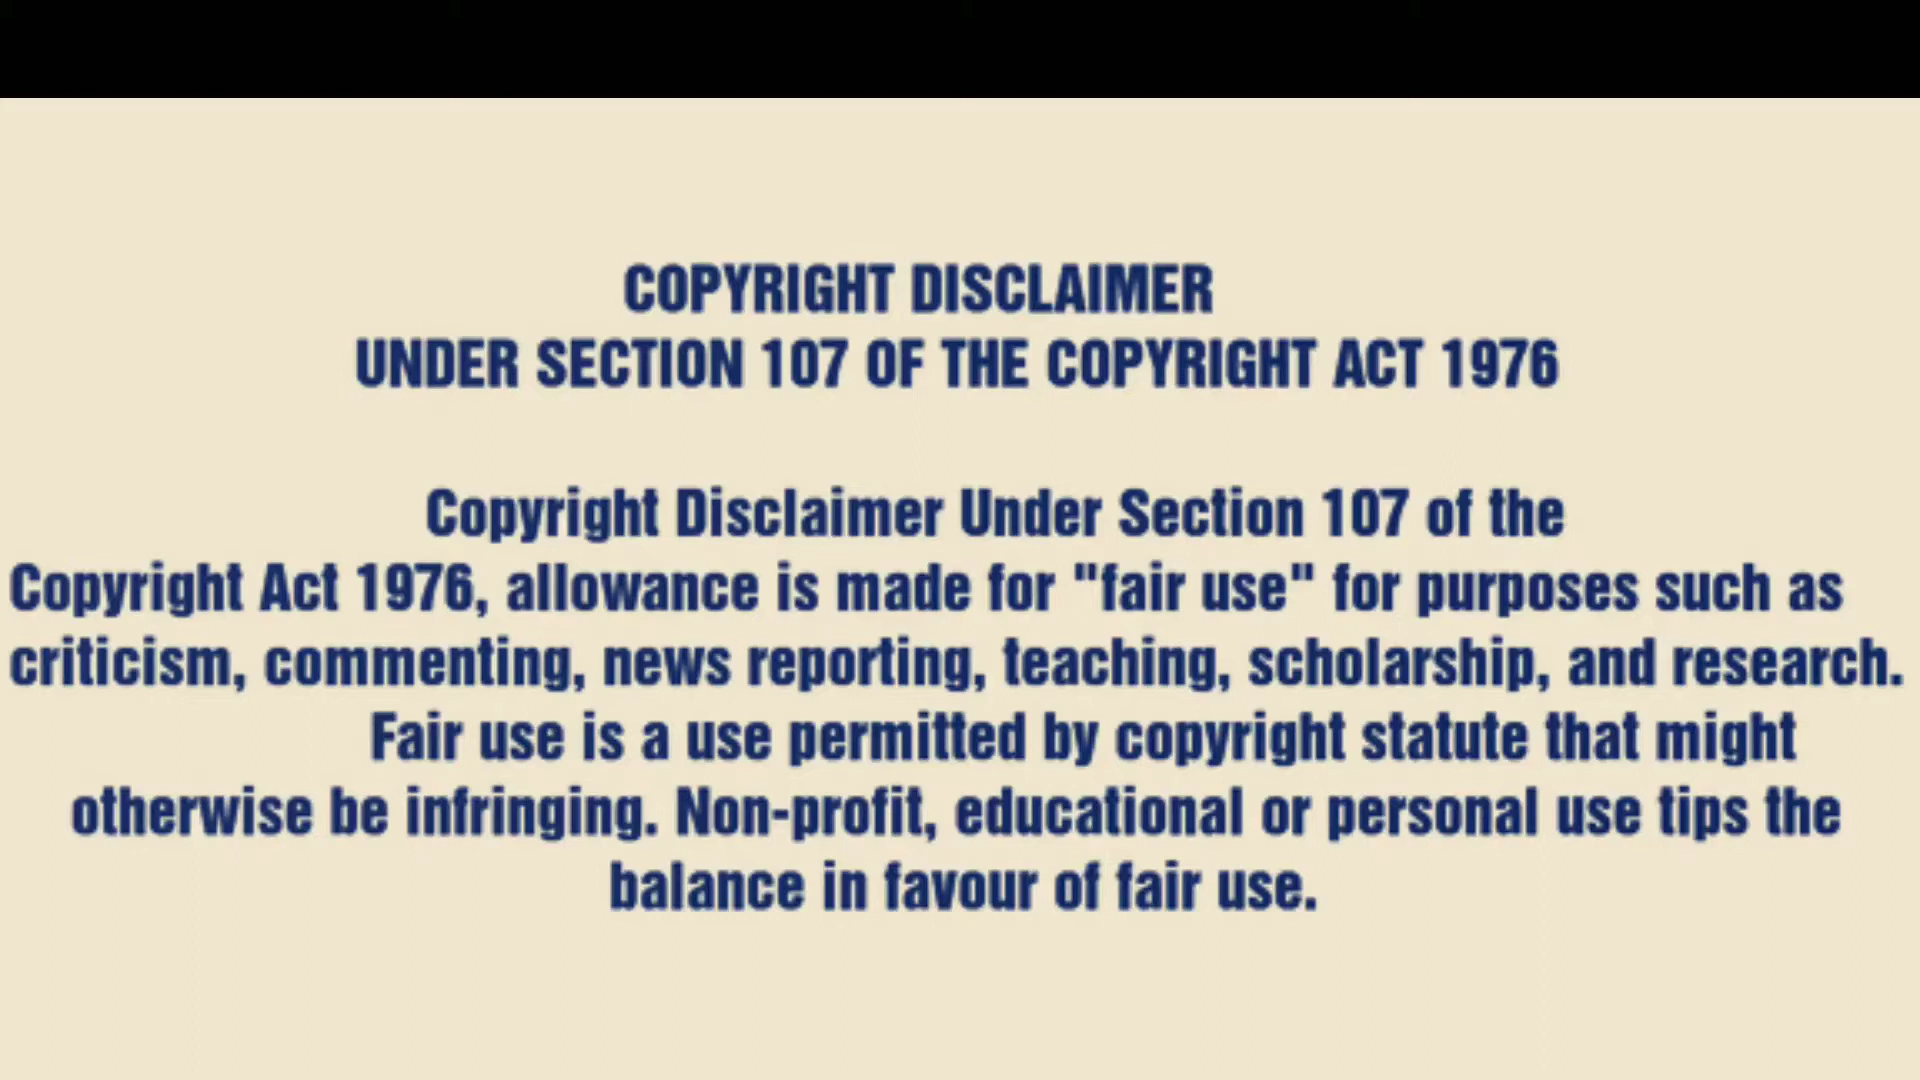 COPYRIGHT DISCLAIMER
UNDER SECTION 107 OF THE COPYRIGHT ACT 1976
Copyright Disclaimer Under Section 107 of the
Copyright Act 1976, allowance is made for "fair use" for purposes such as
criticism, commenting, news reporting, teaching, scholarship, and research.
Fair use is a use permitted by copyright statute that might
otherwise be infringing. Non-profit, educational or personal use tips the
balance in favour of fair use.